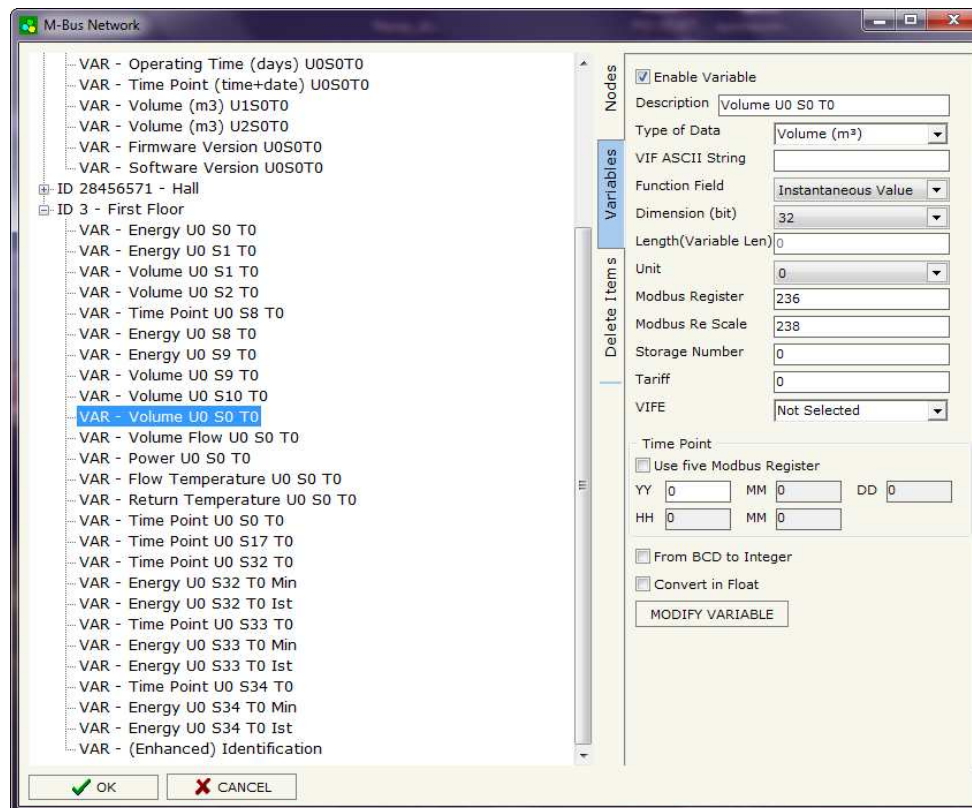 M-Bus Network
VAR - Operating Time (days) U0S0T0
VAR - Time Point (time+date) U0S0T0
VAR - Volume (m3) U1S0T0
VAR - Volume (m3) U2S0T0
VAR - Firmware Version U0S0T0
VAR - Software Version U0S0T0
ID 28456571 - Hall
ID 3 - First Floor
VAR - Energy U0 S0 T0
VAR - Energy U0 S1 T0
VAR - Volume U0 S1 T0
VAR - Volume U0 S2 T0
VAR - Time Point U0 S8 T0
VAR - Energy U0 S8 T0
VAR - Energy U0 S9 T0
VAR - Volume U0 S9 T0
VAR - Volume U0 S10 T0
VAR - Volume U0 S0 T0
VAR - Volume Flow U0 S0 T0
VAR - Power U0 S0 T0
VAR - Flow Temperature U0 S0 T0
VAR - Return Temperature U0 S0 T0
VAR - Time Point U0 S0 T0
VAR - Time Point U0 S17 T0
VAR - Time Point U0 S32 T0
VAR - Energy U0 S32 T0 Min
VAR - Energy U0 S32 T0 Ist
VAR - Time Point U0 S33 T0
VAR - Energy U0 S33 T0 Min
VAR - Energy U0 S33 T0 Ist
VAR - Time Point U0 S34 T0
VAR - Energy U0 S34 T0 Min
VAR - Energy U0 S34 T0 Ist
VAR - (Enhanced) Identification
Nodes
Variables
Delete Items
Enable Variable
Description Volume U0 S0 T0
Type of Data Volume (m³)
VIF ASCII String
Function Field Instantaneous Value
Dimension (bit) 32
Length(Variable Len) 0
Unit 0
Modbus Register 236
Modbus Re Scale 238
Storage Number 0
Tariff 0
VIFE Not Selected
Time Point
Use five Modbus Register
YY 0 MM 0 DD 0
HH 0 MM 0
From BCD to Integer
Convert in Float
MODIFY VARIABLE
OK CANCEL